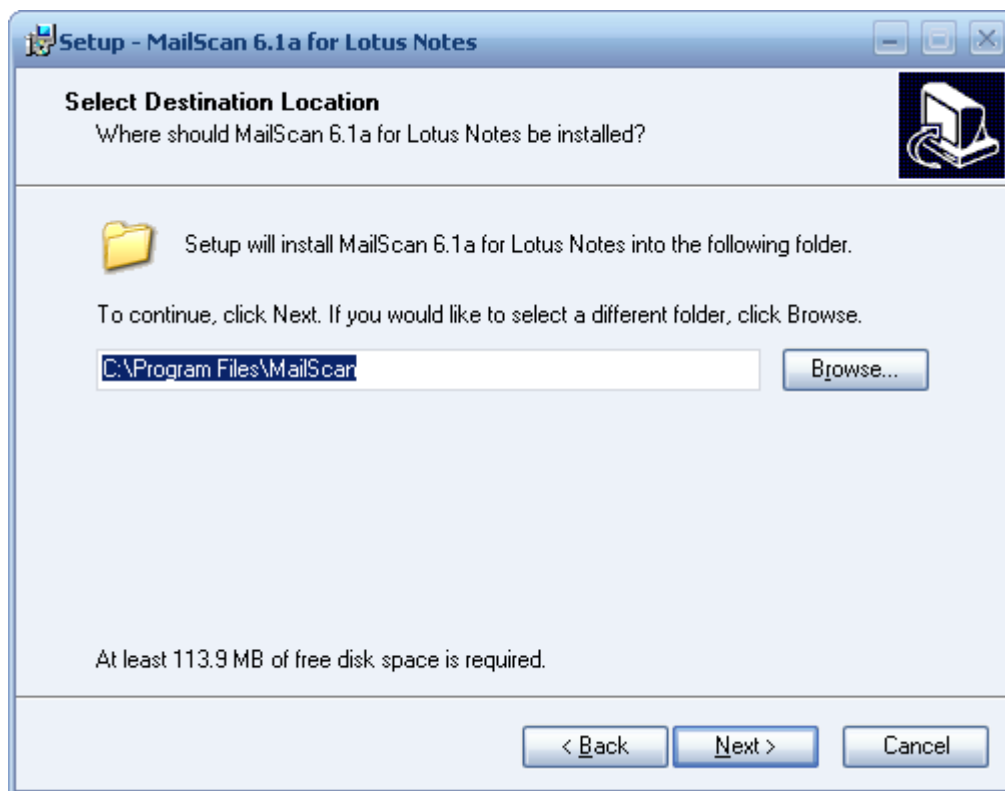 Setup - MailScan 6.1a for Lotus Notes
Select Destination Location
Where should MailScan 6.1a for Lotus Notes be installed?
Setup will install MailScan 6.1a for Lotus Notes into the following folder.
To continue, click Next. If you would like to select a different folder, click Browse.
C:\Program Files\MailScan
Browse...
At least 113.9 MB of free disk space is required.
< Back
Next >
Cancel